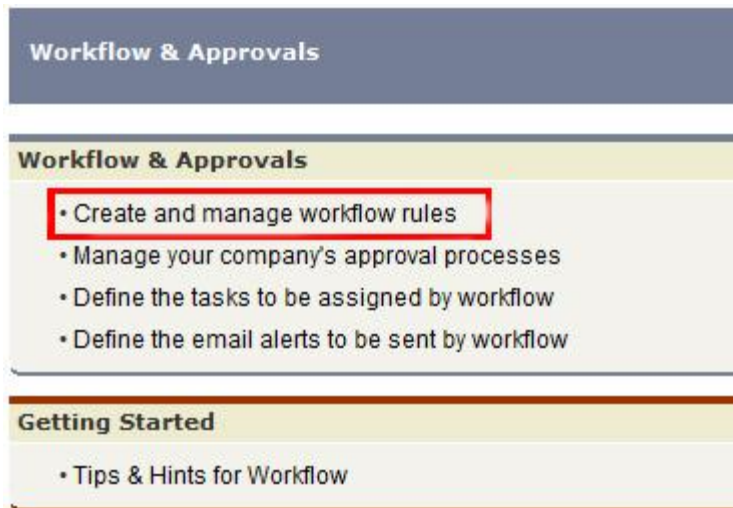 Workflow & Approvals
Workflow & Approvals
• Create and manage workflow rules
• Manage your company's approval processes
• Define the tasks to be assigned by workflow
• Define the email alerts to be sent by workflow
Getting Started
• Tips & Hints for Workflow